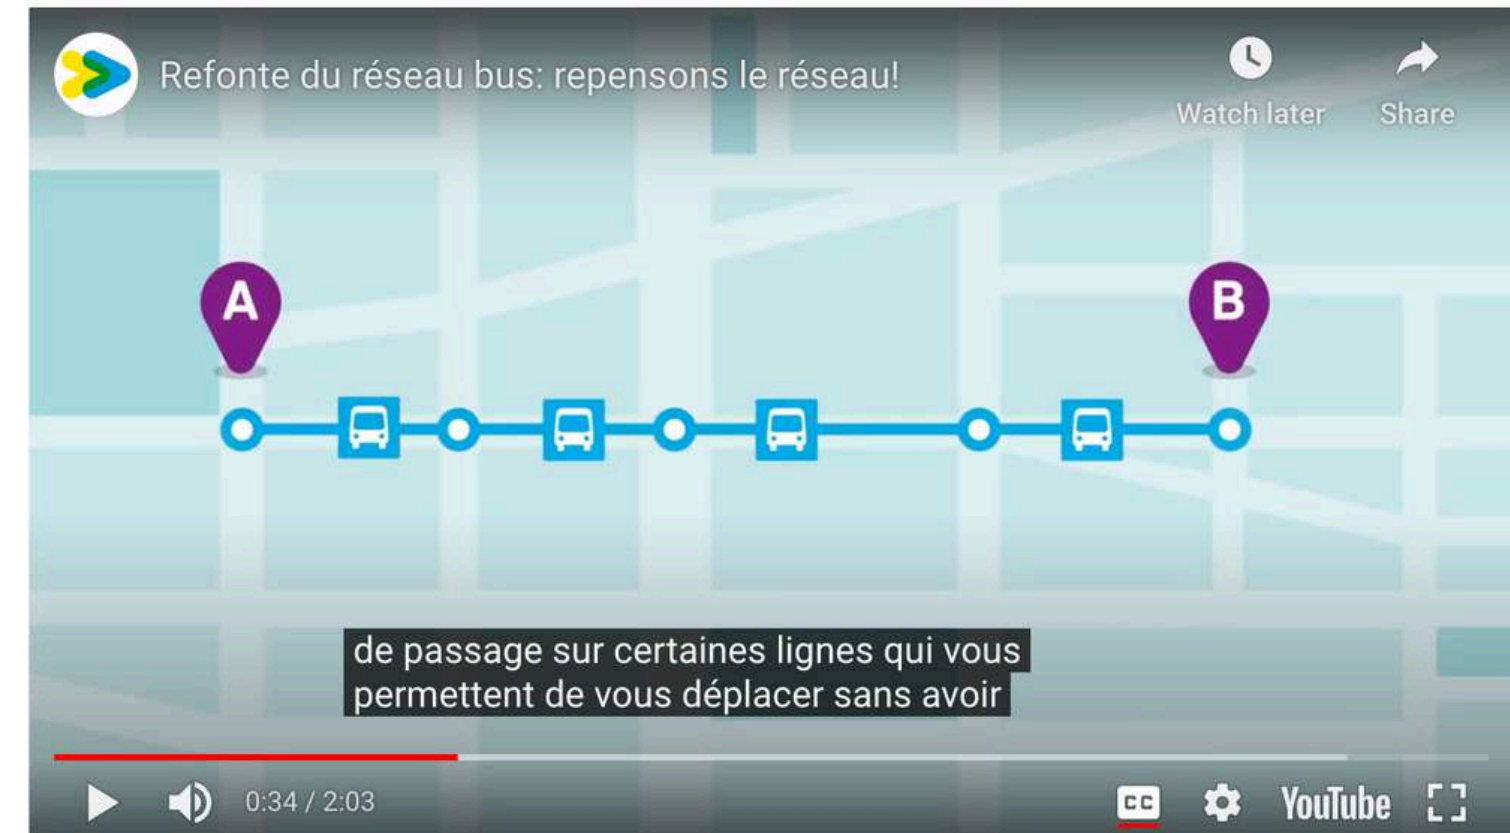 Refonte du réseau bus: repensons le réseau!
Watch later
Share
A
B
de passage sur certaines lignes qui vous
permettent de vous déplacer sans avoir
0:34 / 2:03
CC
YouTube